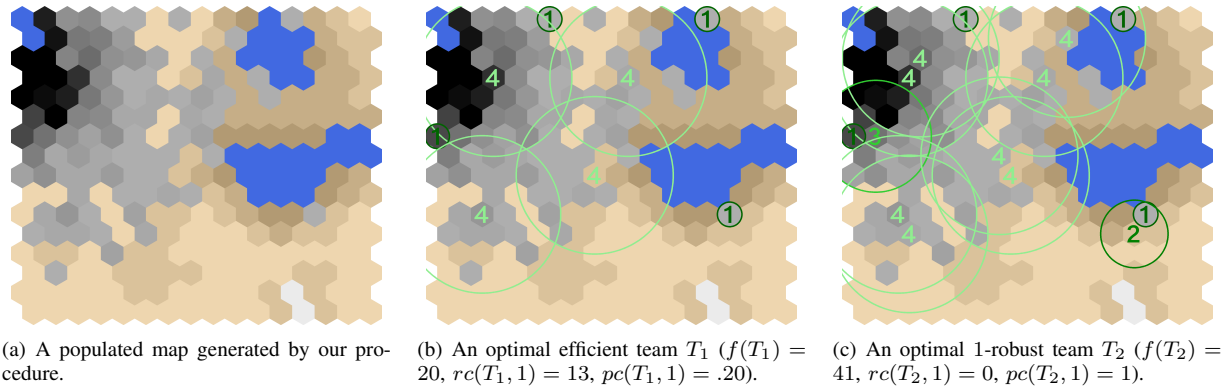 1 1
4 4
1
4
4 1
1 1
4
4
4 4
1 3
4
4
4 1
4 2
(a) A populated map generated by our pro-
cedure.
(b) An optimal efficient team T₁ (f(T₁) =
20, rc(T₁, 1) = 13, pc(T₁, 1) = .20).
(c) An optimal 1-robust team T₂ (f(T₂) =
41, rc(T₂, 1) = 0, pc(T₂, 1) = 1).